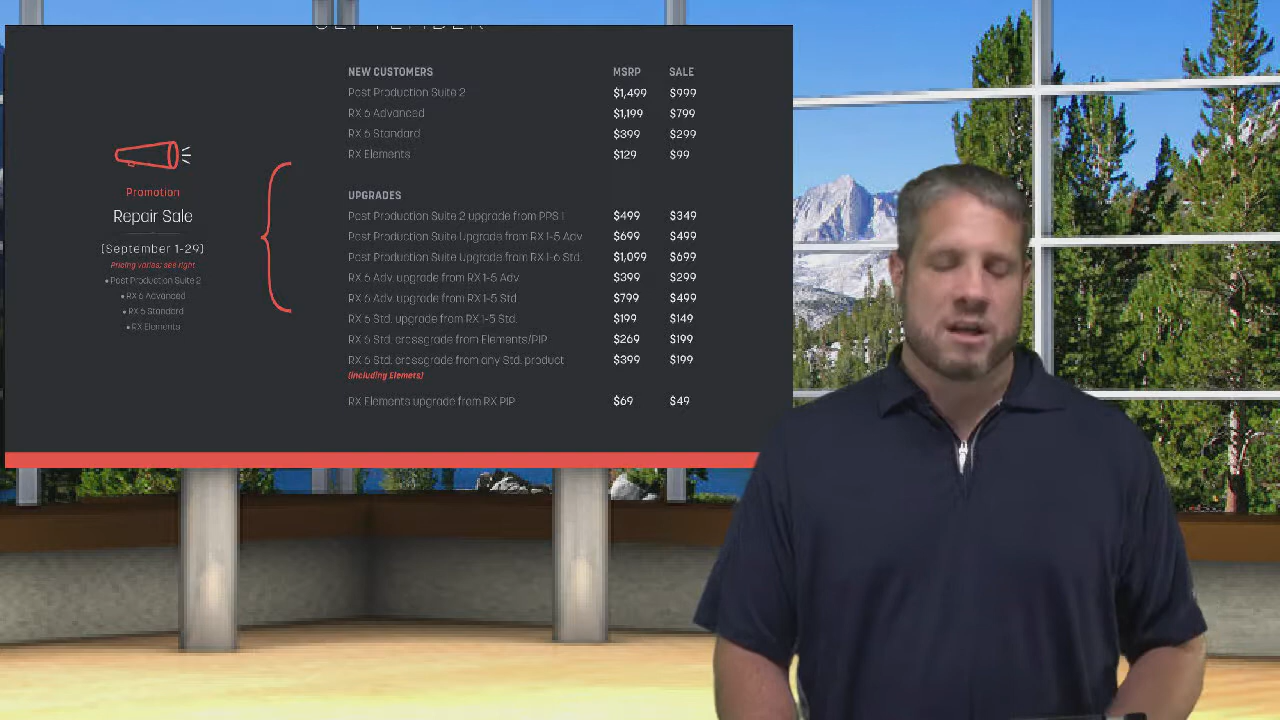 SEPTEMBER
NEW CUSTOMERS MSRP SALE
Post Production Suite 2 $1,499 $999
RX 6 Advanced $1,199 $799
RX 6 Standard $399 $299
RX Elements $129 $99
Promotion
Repair Sale
[September 1-29]
Pricing varies; see right
• Post Production Suite 2
• RX 6 Advanced
• RX 6 Standard
• RX Elements
UPGRADES
Post Production Suite 2 upgrade from PPS 1 $499 $349
Post Production Suite Upgrade from RX 1-5 Adv $699 $499
Post Production Suite Upgrade from RX 1-6 Std. $1,099 $699
RX 6 Adv. upgrade from RX 1-5 Adv $399 $299
RX 6 Adv. upgrade from RX 1-5 Std $799 $499
RX 6 Std. upgrade from RX 1-5 Std. $199 $149
RX 6 Std. crossgrade from Elements/PIP $269 $199
RX 6 Std. crossgrade from any Std. product $399 $199
(including Elemets)
RX Elements upgrade from RX PIP $69 $49